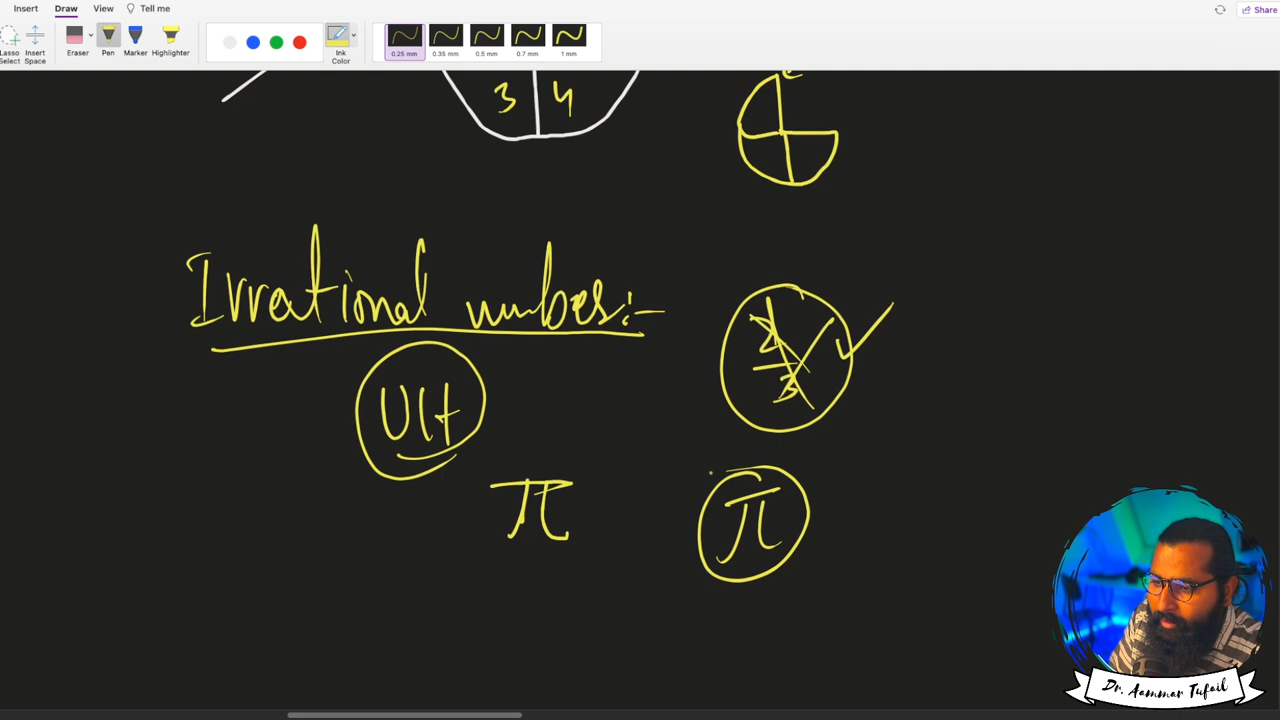 Insert Draw View Tell me
Share
Lasso Select
Insert Space
Eraser
Pen
Marker
Highlighter
Ink Color
0.25 mm
0.35 mm
0.5 mm
0.7 mm
1 mm
3 4
Irrational numbes:-
2
3
Ult
π π
Dr. Aammar Tufail